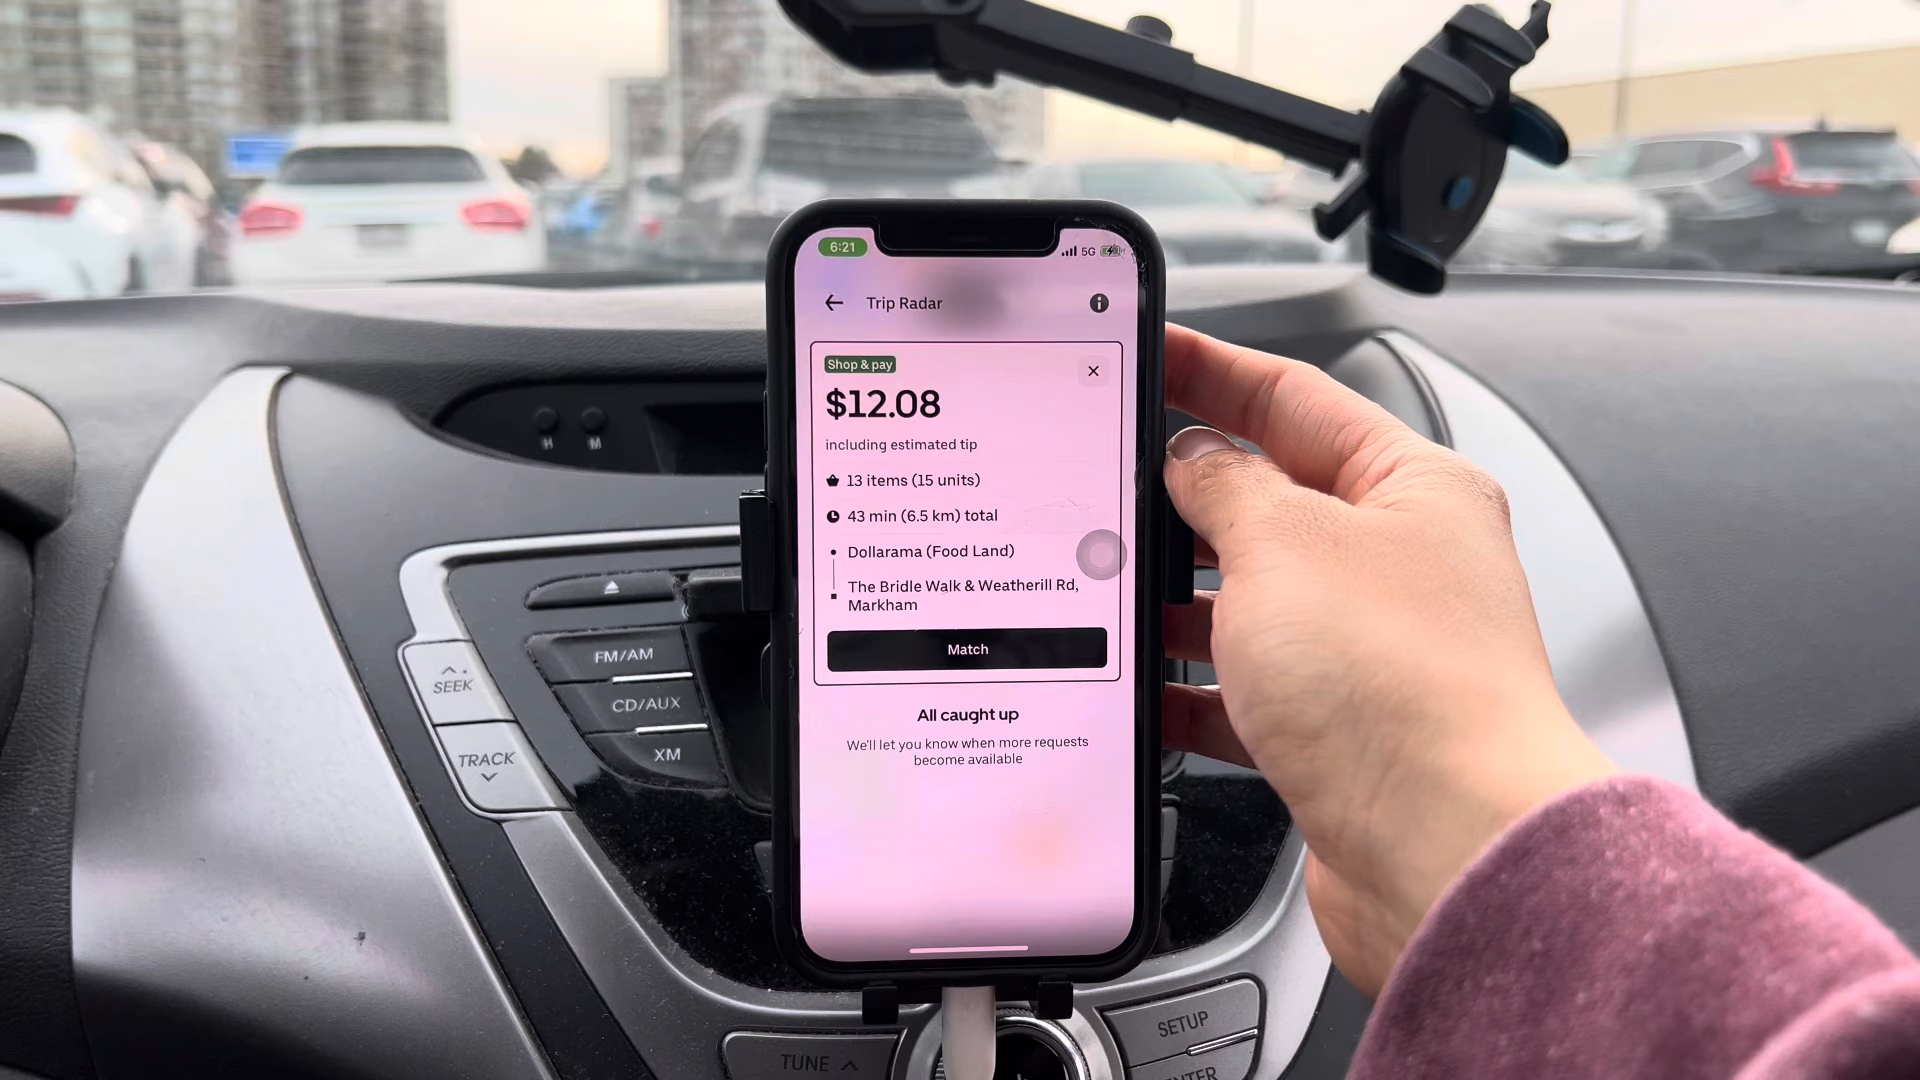 6:21
5G
Trip Radar
Shop & pay
$12.08
including estimated tip
13 items (15 units)
43 min (6.5 km) total
Dollarama (Food Land)
The Bridle Walk & Weatherill Rd,
Markham
Match
All caught up
We'll let you know when more requests
become available
H M
FM/AM
SEEK
CD/AUX
TRACK
XM
TUNE
SETUP